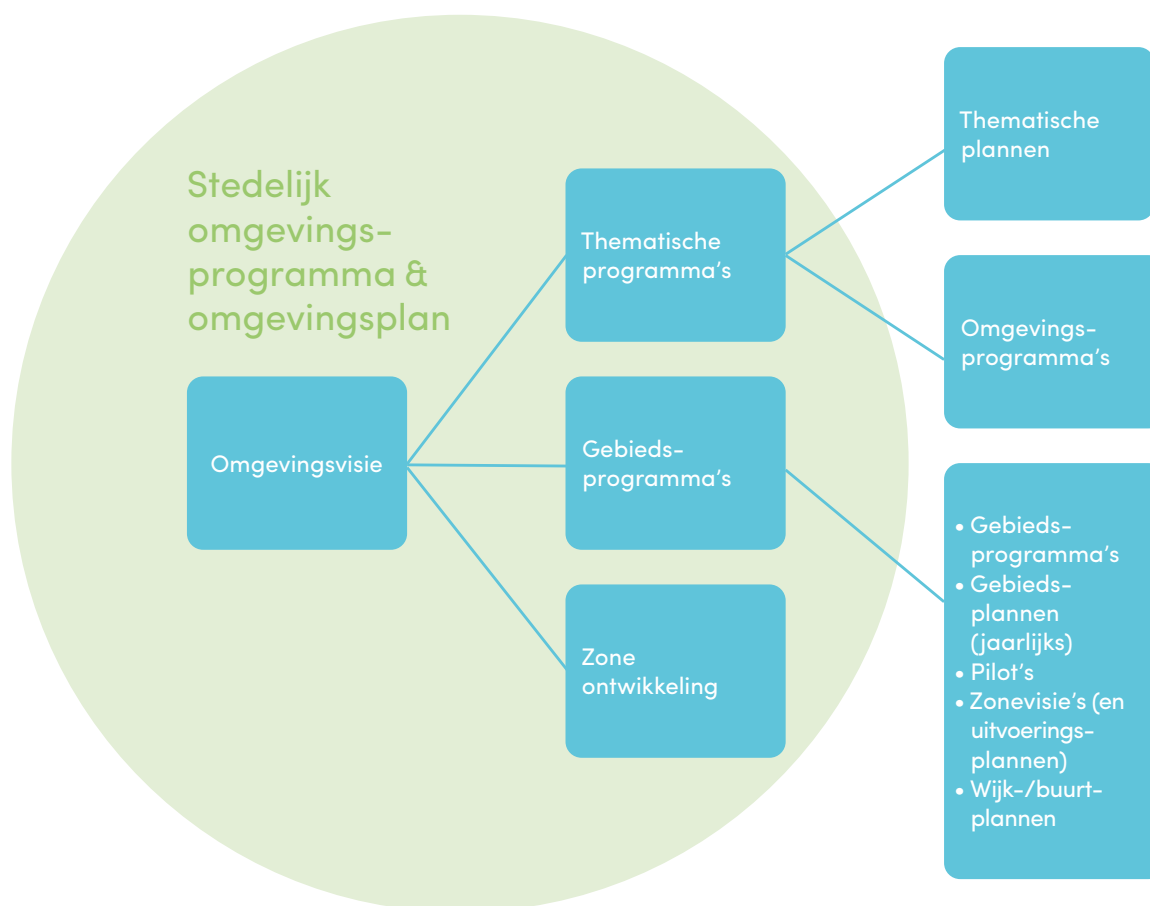 Stedelijk
omgevings-
programma &
omgevingsplan
Omgevingsvisie
Thematische
programma's
Gebieds-
programma's
Zone
ontwikkeling
Thematische
plannen
Omgevings-
programma's
• Gebieds-
programma's
• Gebieds-
plannen
(jaarlijks)
• Pilot's
• Zonevisie's (en
uitvoerings-
plannen)
• Wijk-/buurt-
plannen